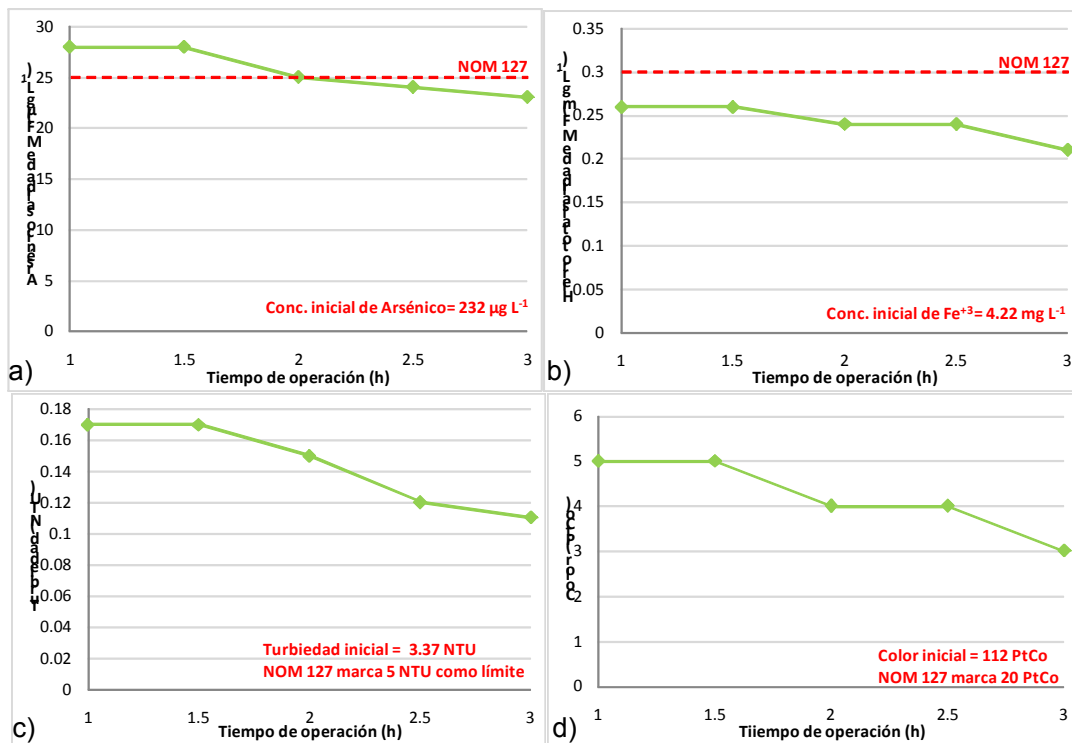 30
25
20
15
10
5
0
NOM 127
Conc. inicial de Arsénico= 232 µg L-1
1 1.5 2 2.5 3
Tiempo de operación (h)
a)
0.35
0.3
0.25
0.2
0.15
0.1
0.05
0
NOM 127
Conc. inicial de Fe+3= 4.22 mg L-1
1 1.5 2 2.5 3
Tiempo de operación (h)
b)
0.18
0.16
0.14
0.12
0.1
0.08
0.06
0.04
0.02
0
Turbiedad inicial = 3.37 NTU
NOM 127 marca 5 NTU como límite
1 1.5 2 2.5 3
Tiempo de operación (h)
c)
6
5
4
3
2
1
0
Color inicial = 112 PtCo
NOM 127 marca 20 PtCo
1 1.5 2 2.5 3
Tiempo de operación (h)
d)